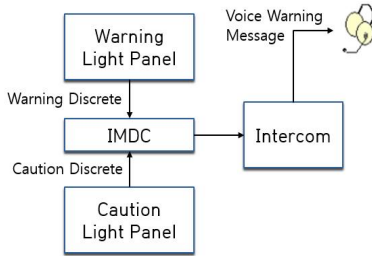 Voice Warning
Message
Warning
Light Panel
Warning Discrete
IMDC
Intercom
Caution Discrete
Caution
Light Panel